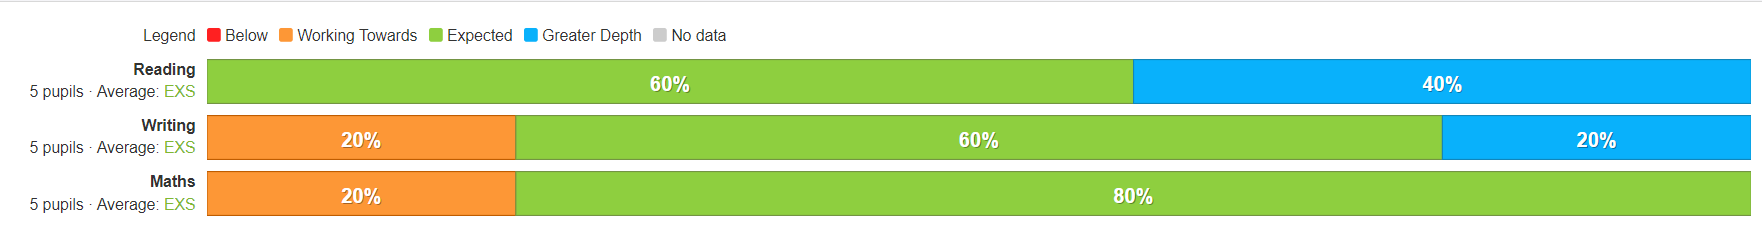 Legend Below Working Towards Expected Greater Depth No data
Reading
5 pupils · Average: EXS
60% 40%
Writing
5 pupils · Average: EXS
20% 60% 20%
Maths
5 pupils · Average: EXS
20% 80%